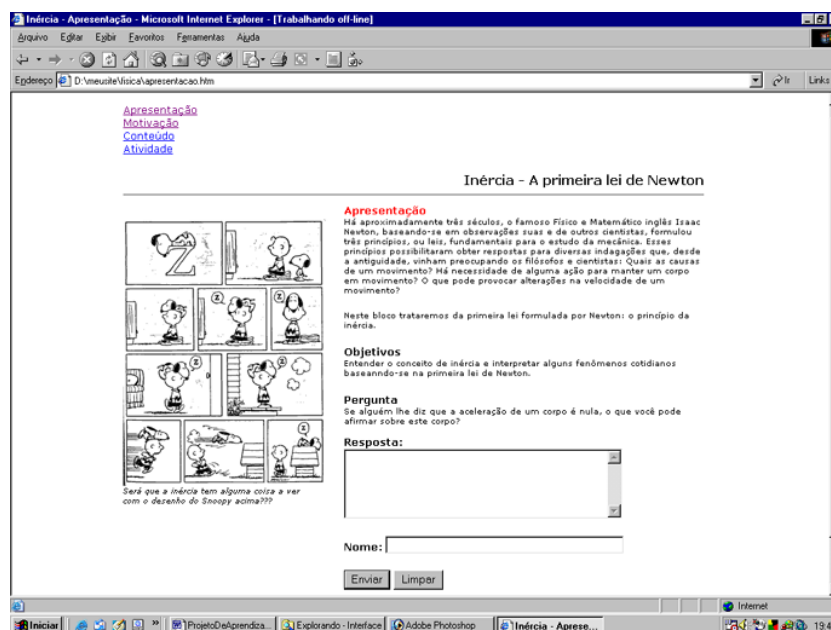 Inércia - Apresentação - Microsoft Internet Explorer - [Trabalhando off-line]
Arquivo Editar Exibir Favoritos Ferramentas Ajuda
Endereço D:\meusite\fisica\apresentacao.htm Ir Links
Apresentação
Motivação
Conteúdo
Atividade
Inércia - A primeira lei de Newton
Apresentação
Há aproximadamente três séculos, o famoso Físico e Matemático inglês Isaac
Newton, baseando-se em observações suas e de outros cientistas, formulou
três princípios, ou leis, fundamentais para o estudo da mecânica. Esses
princípios possibilitaram obter respostas para diversas indagações que, desde
a antiguidade, vinham preocupando os filósofos e cientistas: Quais as causas
de um movimento? Há necessidade de alguma ação para manter um corpo
em movimento? O que pode provocar alterações na velocidade de um
movimento?
Neste bloco trataremos da primeira lei formulada por Newton: o princípio da
inércia.
Objetivos
Entender o conceito de inércia e interpretar alguns fenômenos cotidianos
baseanndo-se na primeira lei de Newton.
Pergunta
Se alguém lhe diz que a aceleração de um corpo é nula, o que você pode
afirmar sobre este corpo?
Resposta:
Nome:
Enviar Limpar
Z
Z
Z
Z
Z
Z
Z
Será que a inércia tem alguma coisa a ver
com o desenho do Snoopy acima???
Internet
Iniciar ProjetoDeAprendiza... Explorando - Interface Adobe Photoshop Inércia - Aprese...